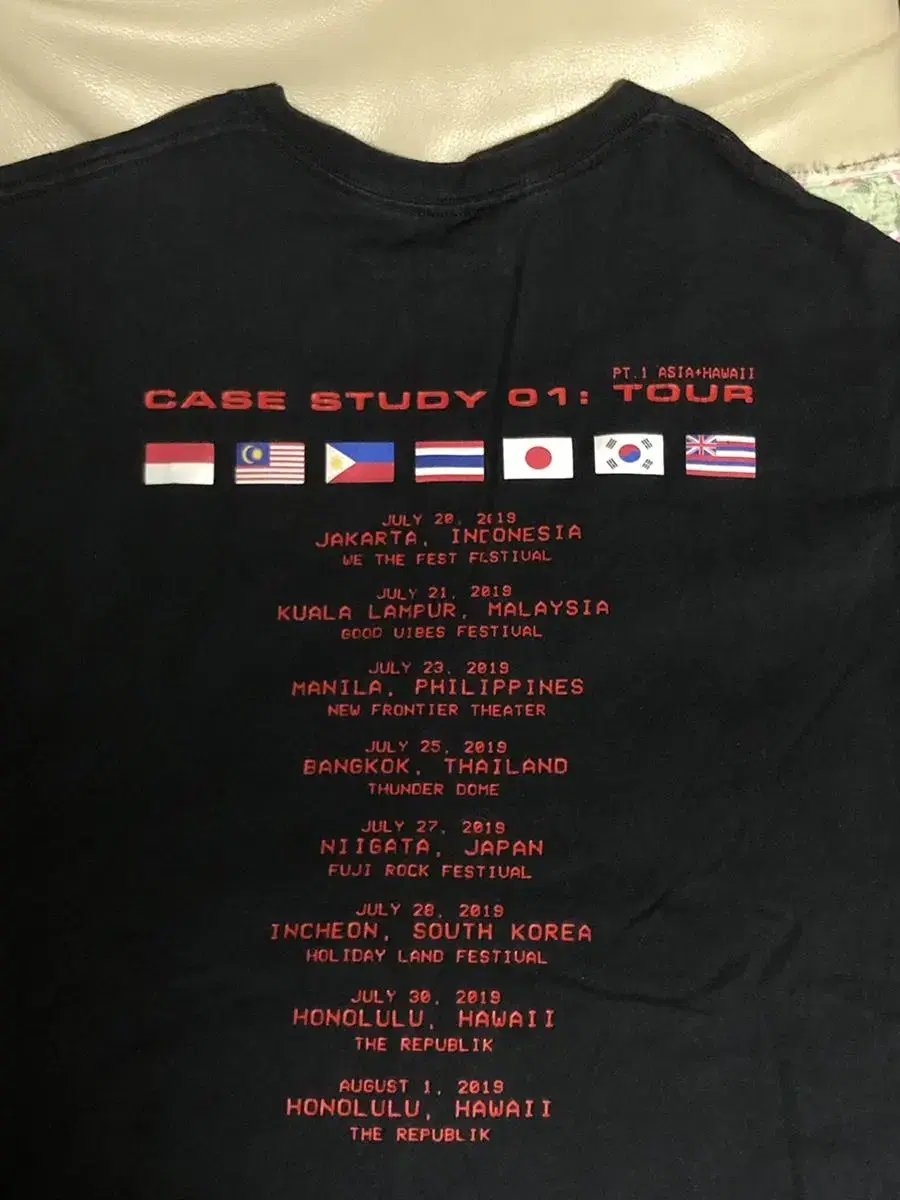 PT.1 ASIA+HAWAII
CASE STUDY 01: TOUR
JULY 20, 2019
JAKARTA, INDONESIA
WE THE FEST FESTIVAL
JULY 21, 2019
KUALA LAMPUR, MALAYSIA
GOOD VIBES FESTIVAL
JULY 23, 2019
MANILA, PHILIPPINES
NEW FRONTIER THEATER
JULY 25, 2019
BANGKOK, THAILAND
THUNDER DOME
JULY 27, 2019
NIIGATA, JAPAN
FUJI ROCK FESTIVAL
JULY 28, 2019
INCHEON, SOUTH KOREA
HOLIDAY LAND FESTIVAL
JULY 30, 2019
HONOLULU, HAWAII
THE REPUBLIK
AUGUST 1, 2019
HONOLULU, HAWAII
THE REPUBLIK